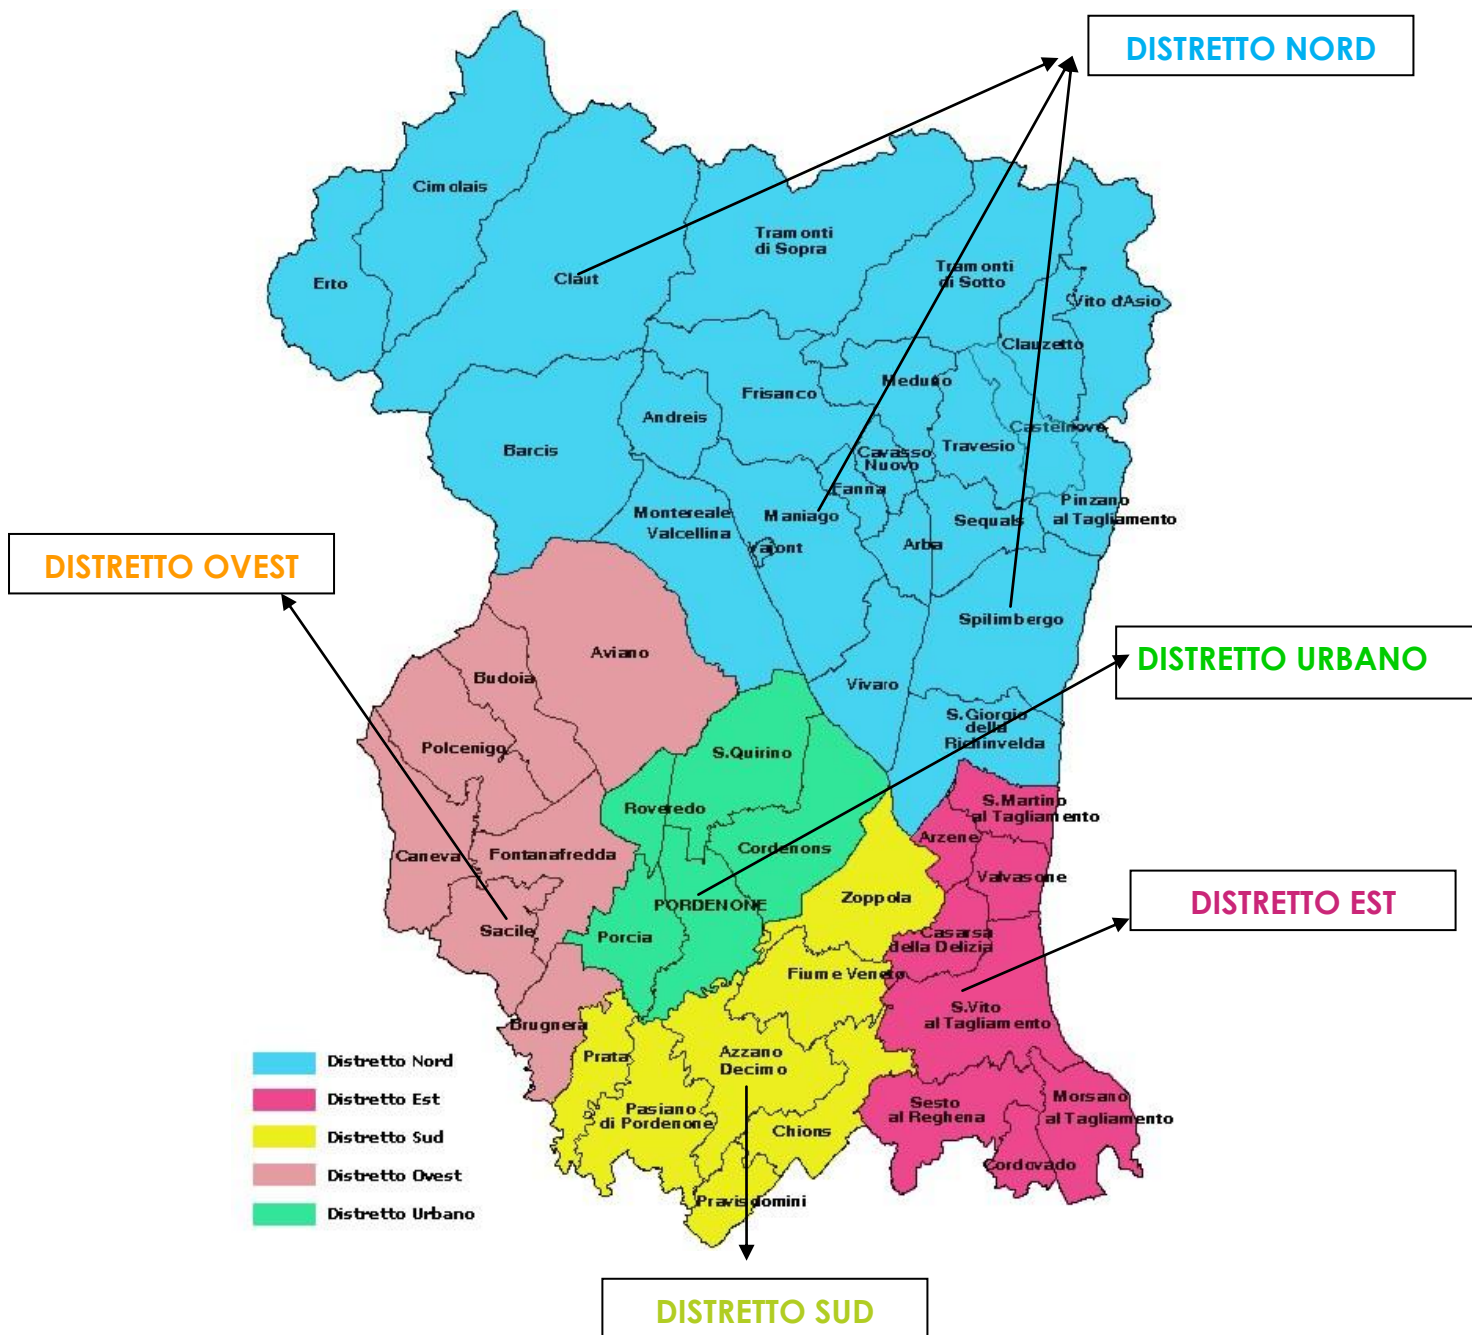 DISTRETTO NORD
Cimolais
Tramonti
di Sopra
Tramonti
di Sotto
Erto
Claut
Vito d'Asio
Clauzetto
Meduno
Frisanco
Andreis
Castelnovo
Barcis
Cavasso
Nuovo
Travesio
Fanna
Pinzano
al Tagliamento
Montereale
Valcellina
Maniago
Sequals
Vajont
Arba
DISTRETTO OVEST
Spilimbergo
Aviano
DISTRETTO URBANO
Budoia
Vivaro
S.Giorgio
della
Richinvelda
Polcenigo
S.Quirino
Roveredo
S.Martino
al Tagliamento
Arzene
Caneva
Fontanafredda
Cordenons
Valvasone
Zoppola
PORDENONE
DISTRETTO EST
Sacile
Porcia
Casarsa
della Delizia
Fiume Veneto
S.Vito
al Tagliamento
Brugnera
Prata
Azzano
Decimo
Pasiano
di Pordenone
Chions
Sesto
al Reghena
Morsano
al Tagliamento
Cordovado
Pravisdomini
Distretto Nord
Distretto Est
Distretto Sud
Distretto Ovest
Distretto Urbano
DISTRETTO SUD